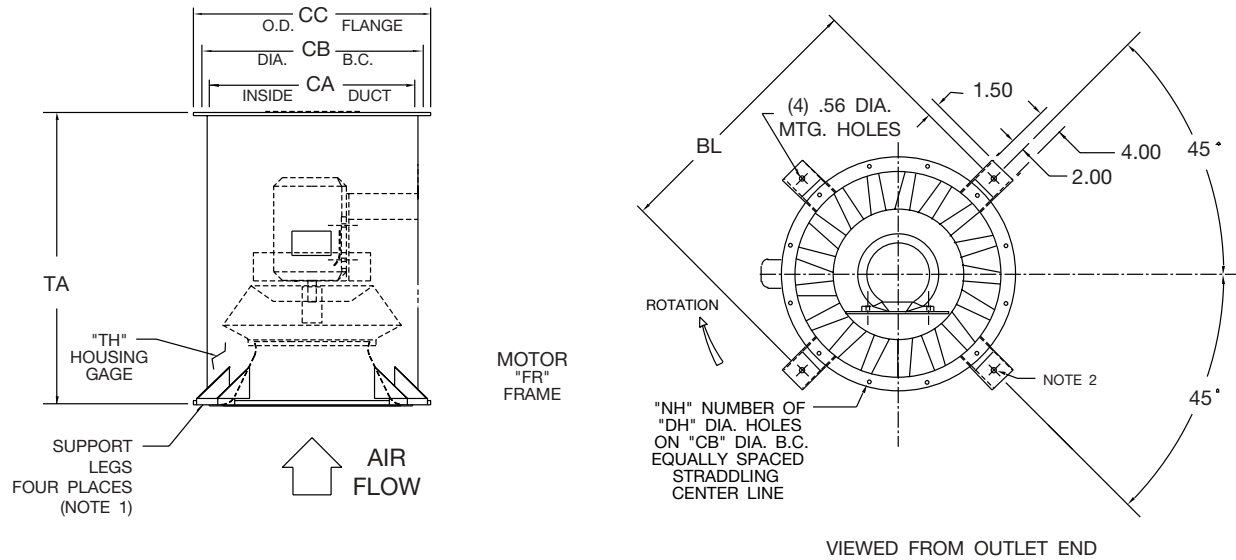 CC
O.D. FLANGE
CB
DIA. B.C.
CA
INSIDE DUCT
TA
"TH"
HOUSING
GAGE
SUPPORT
LEGS
FOUR PLACES
(NOTE 1)
AIR
FLOW
MOTOR
"FR"
FRAME
(4) .56 DIA.
MTG. HOLES
BL
1.50
4.00
2.00
45°
45°
ROTATION
NOTE 2
"NH" NUMBER OF
"DH" DIA. HOLES
ON "CB" DIA. B.C.
EQUALLY SPACED
STRADDLING
CENTER LINE
VIEWED FROM OUTLET END